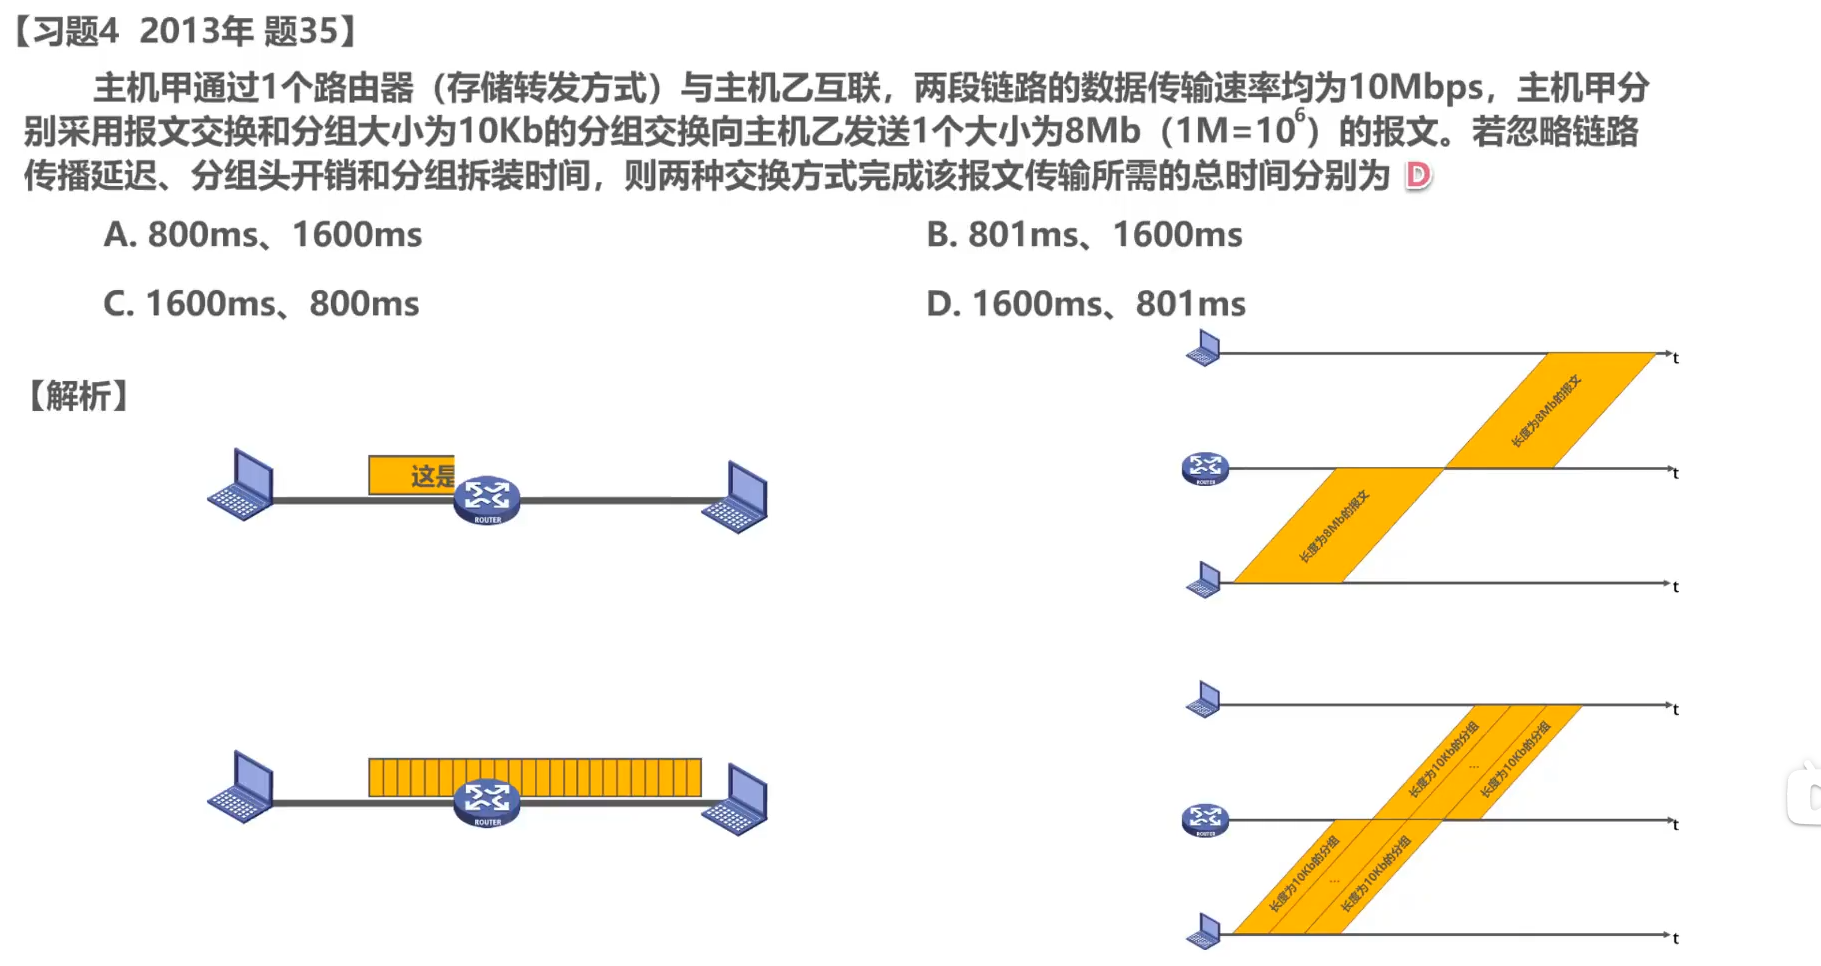 【习题4 2013年 题35】
主机甲通过1个路由器（存储转发方式）与主机乙互联，两段链路的数据传输速率均为10Mbps，主机甲分
别采用报文交换和分组大小为10Kb的分组交换向主机乙发送1个大小为8Mb（1M=10⁶）的报文。若忽略链路
传播延迟、分组头开销和分组拆装时间，则两种交换方式完成该报文传输所需的总时间分别为 D
A. 800ms、1600ms
B. 801ms、1600ms
C. 1600ms、800ms
D. 1600ms、801ms
【解析】
t
长度为8Mb的报文
ROUTER
t
长度为8Mb的报文
t
这是
ROUTER
t
长度为10Kb的分组
...
长度为10Kb的分组
ROUTER
t
长度为10Kb的分组
...
长度为10Kb的分组
t
ROUTER